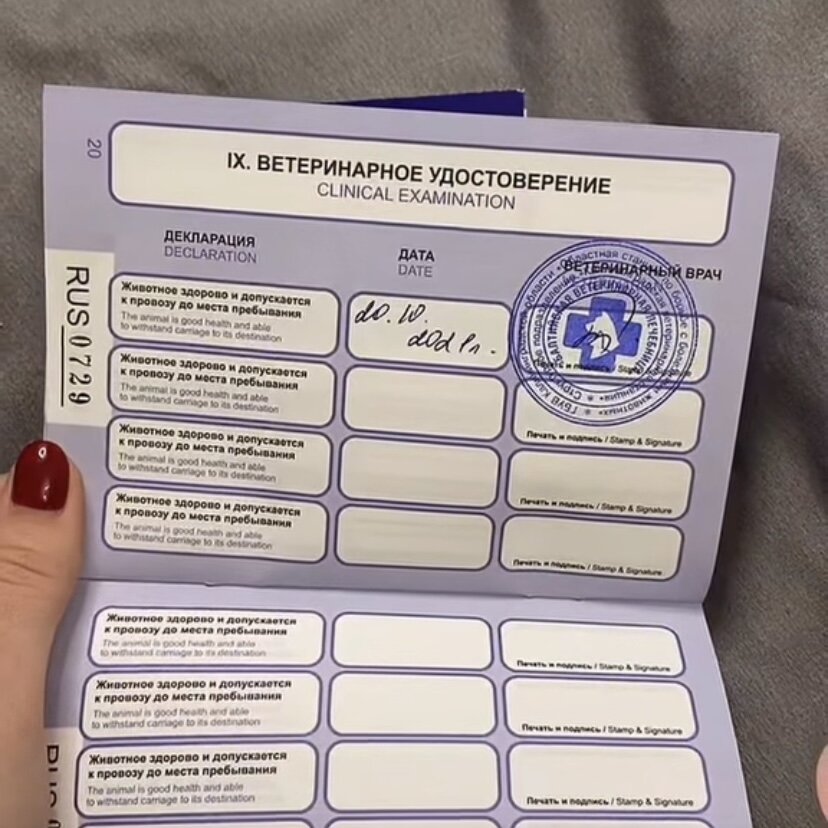 20
IX. ВЕТЕРИНАРНОЕ УДОСТОВЕРЕНИЕ
CLINICAL EXAMINATION
ДЕКЛАРАЦИЯ
DECLARATION
ДАТА
DATE
ВЕТЕРИНАРНЫЙ ВРАЧ
RUS0729
Животное здорово и допускается
к провозу до места пребывания
The animal is good health and able
to withstand carriage to its destination
20.10.
2021г.
Животное здорово и допускается
к провозу до места пребывания
The animal is good health and able
to withstand carriage to its destination
Печать и подпись / Stamp & Signature
Животное здорово и допускается
к провозу до места пребывания
The animal is good health and able
to withstand carriage to its destination
Печать и подпись / Stamp & Signature
Животное здорово и допускается
к провозу до места пребывания
The animal is good health and able
to withstand carriage to its destination
Печать и подпись / Stamp & Signature
Животное здорово и допускается
к провозу до места пребывания
The animal is good health and able
to withstand carriage to its destination
Печать и подпись / Stamp & Signature
Животное здорово и допускается
к провозу до места пребывания
The animal is good health and able
to withstand carriage to its destination
Печать и подпись / Stamp & Signature
Животное здорово и допускается
к провозу до места пребывания
The animal is good health and able
to withstand carriage to its destination
Печать и подпись / Stamp & Signature